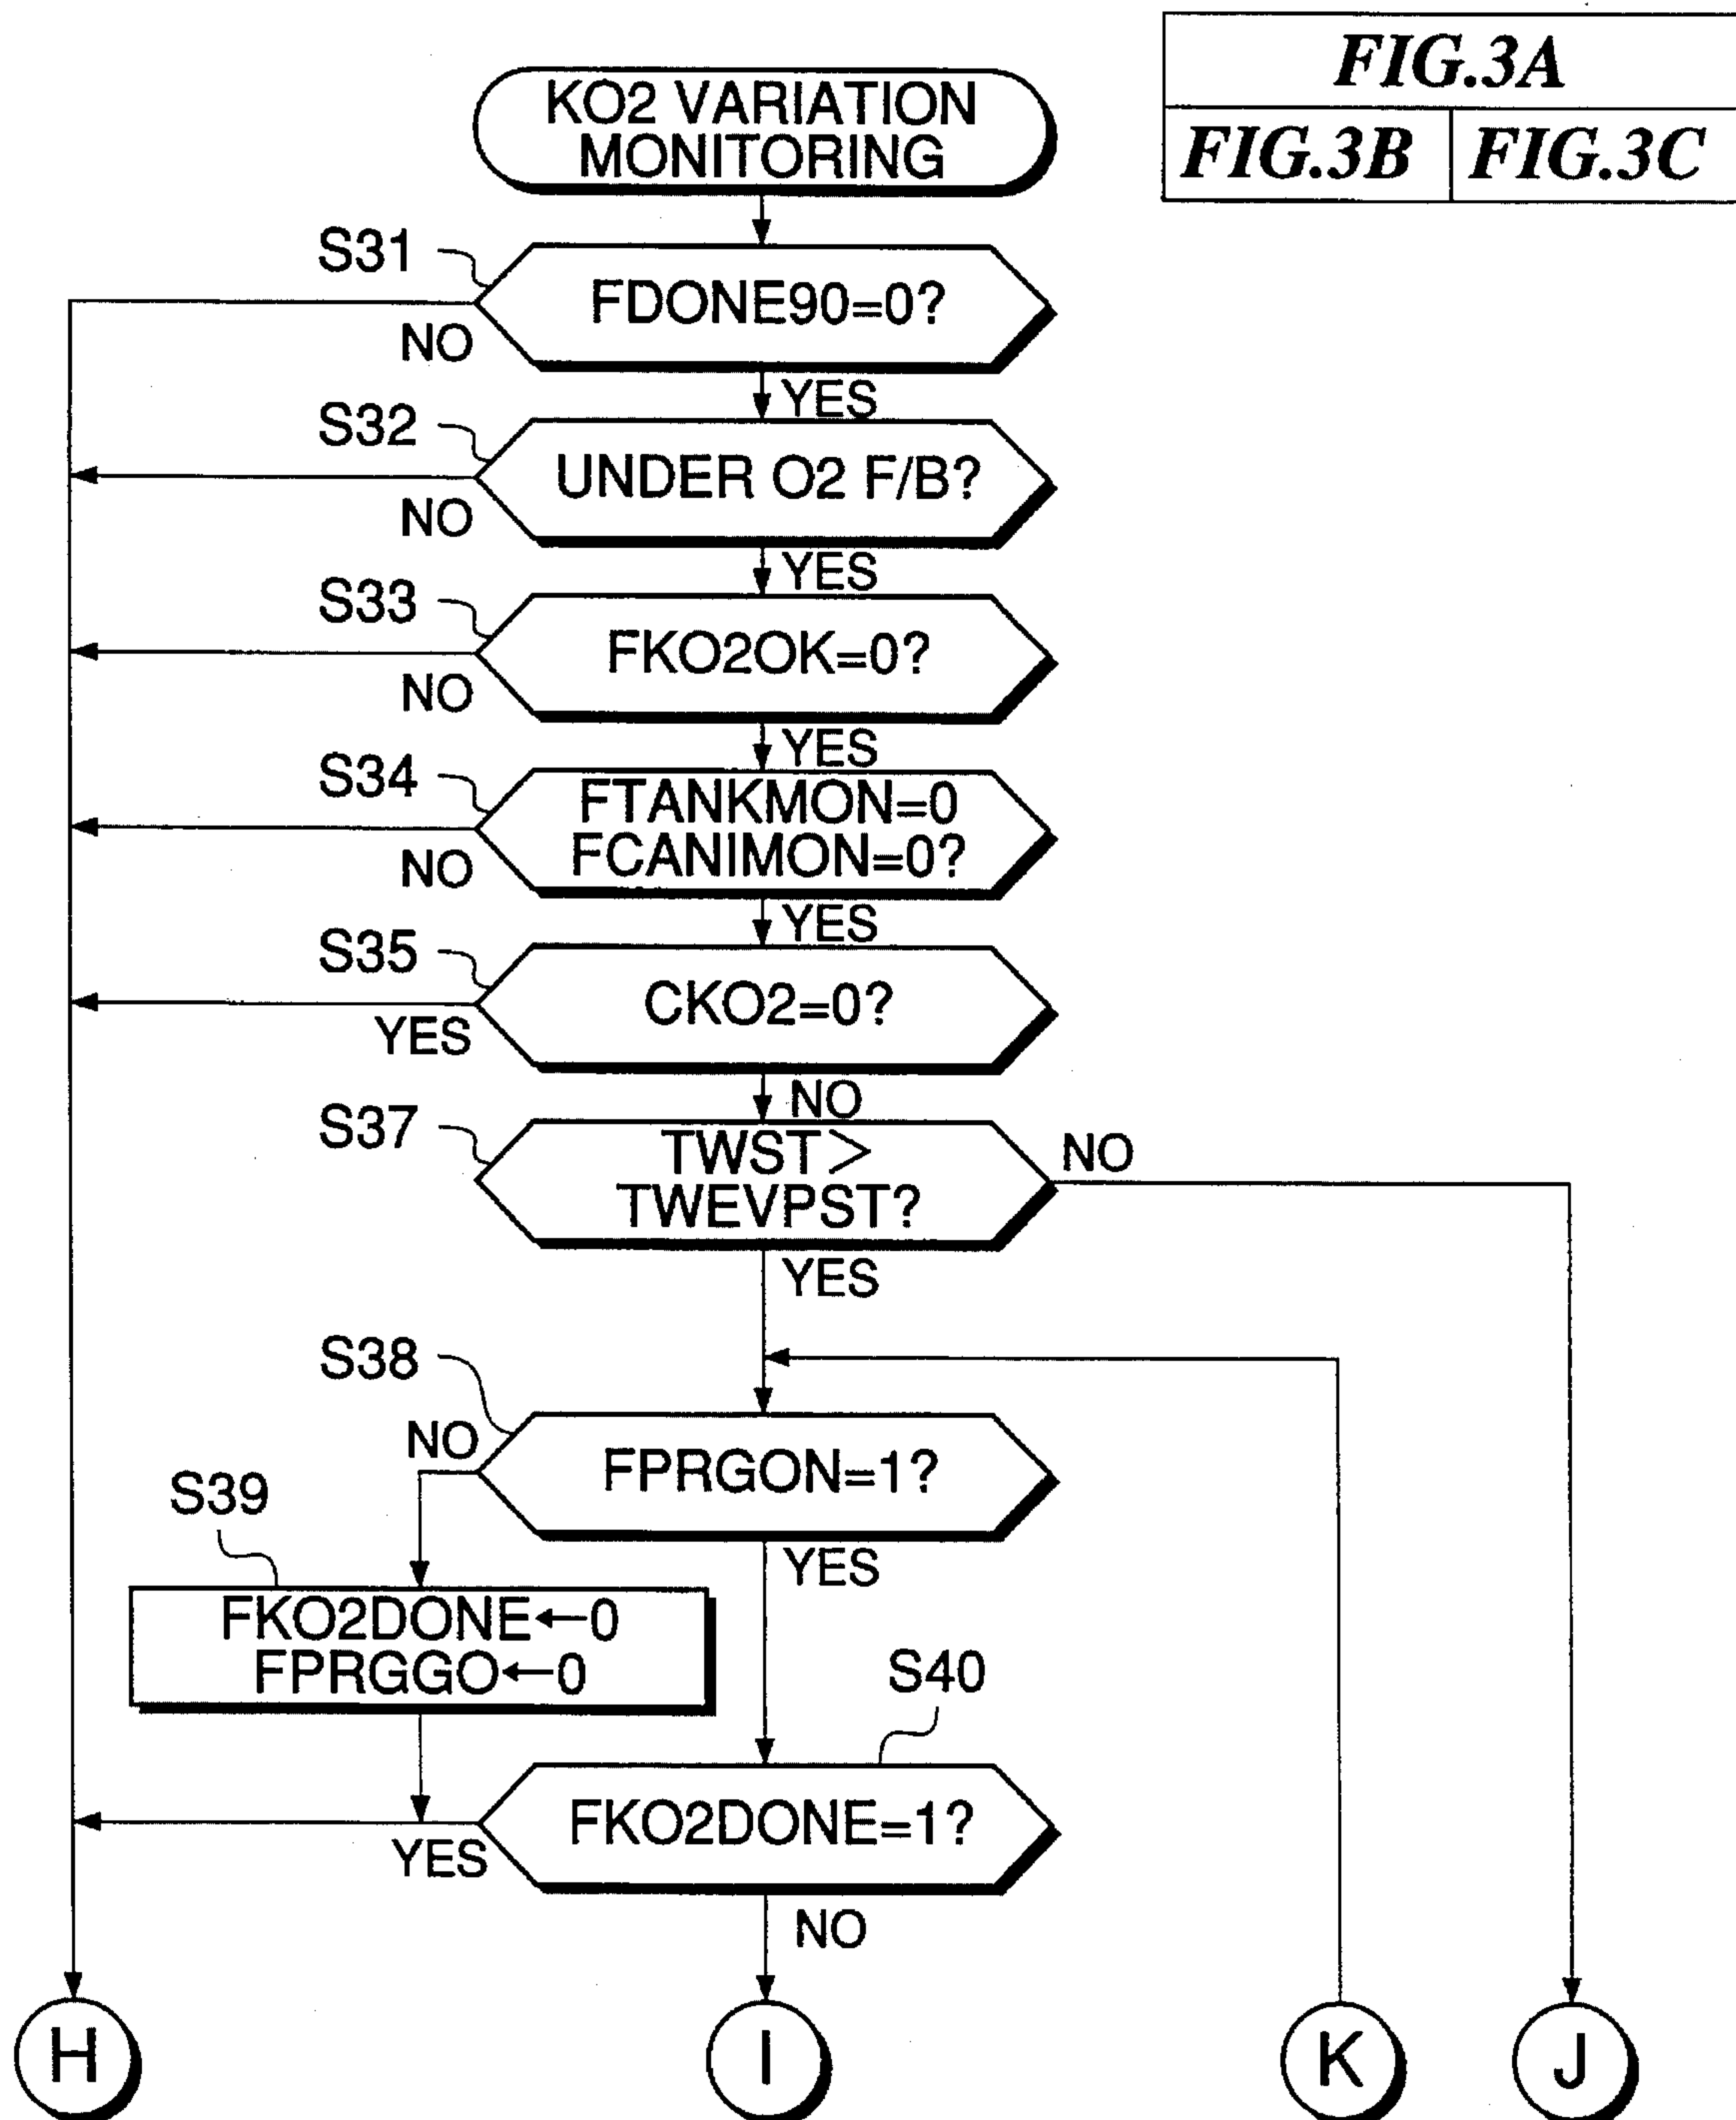 FIG.3A
FIG.3B FIG.3C
KO2 VARIATION
MONITORING
S31
FDONE90=0?
NO
YES
S32
UNDER O2 F/B?
NO
YES
S33
FKO2OK=0?
NO
YES
S34
FTANKMON=0
FCANIMON=0?
NO
YES
S35
CKO2=0?
YES
NO
S37
TWST>
TWEVPST?
NO
YES
S38
FPRGON=1?
NO
YES
S39
FKO2DONE←0
FPRGGO←0
S40
FKO2DONE=1?
YES
NO
H
I
K
J